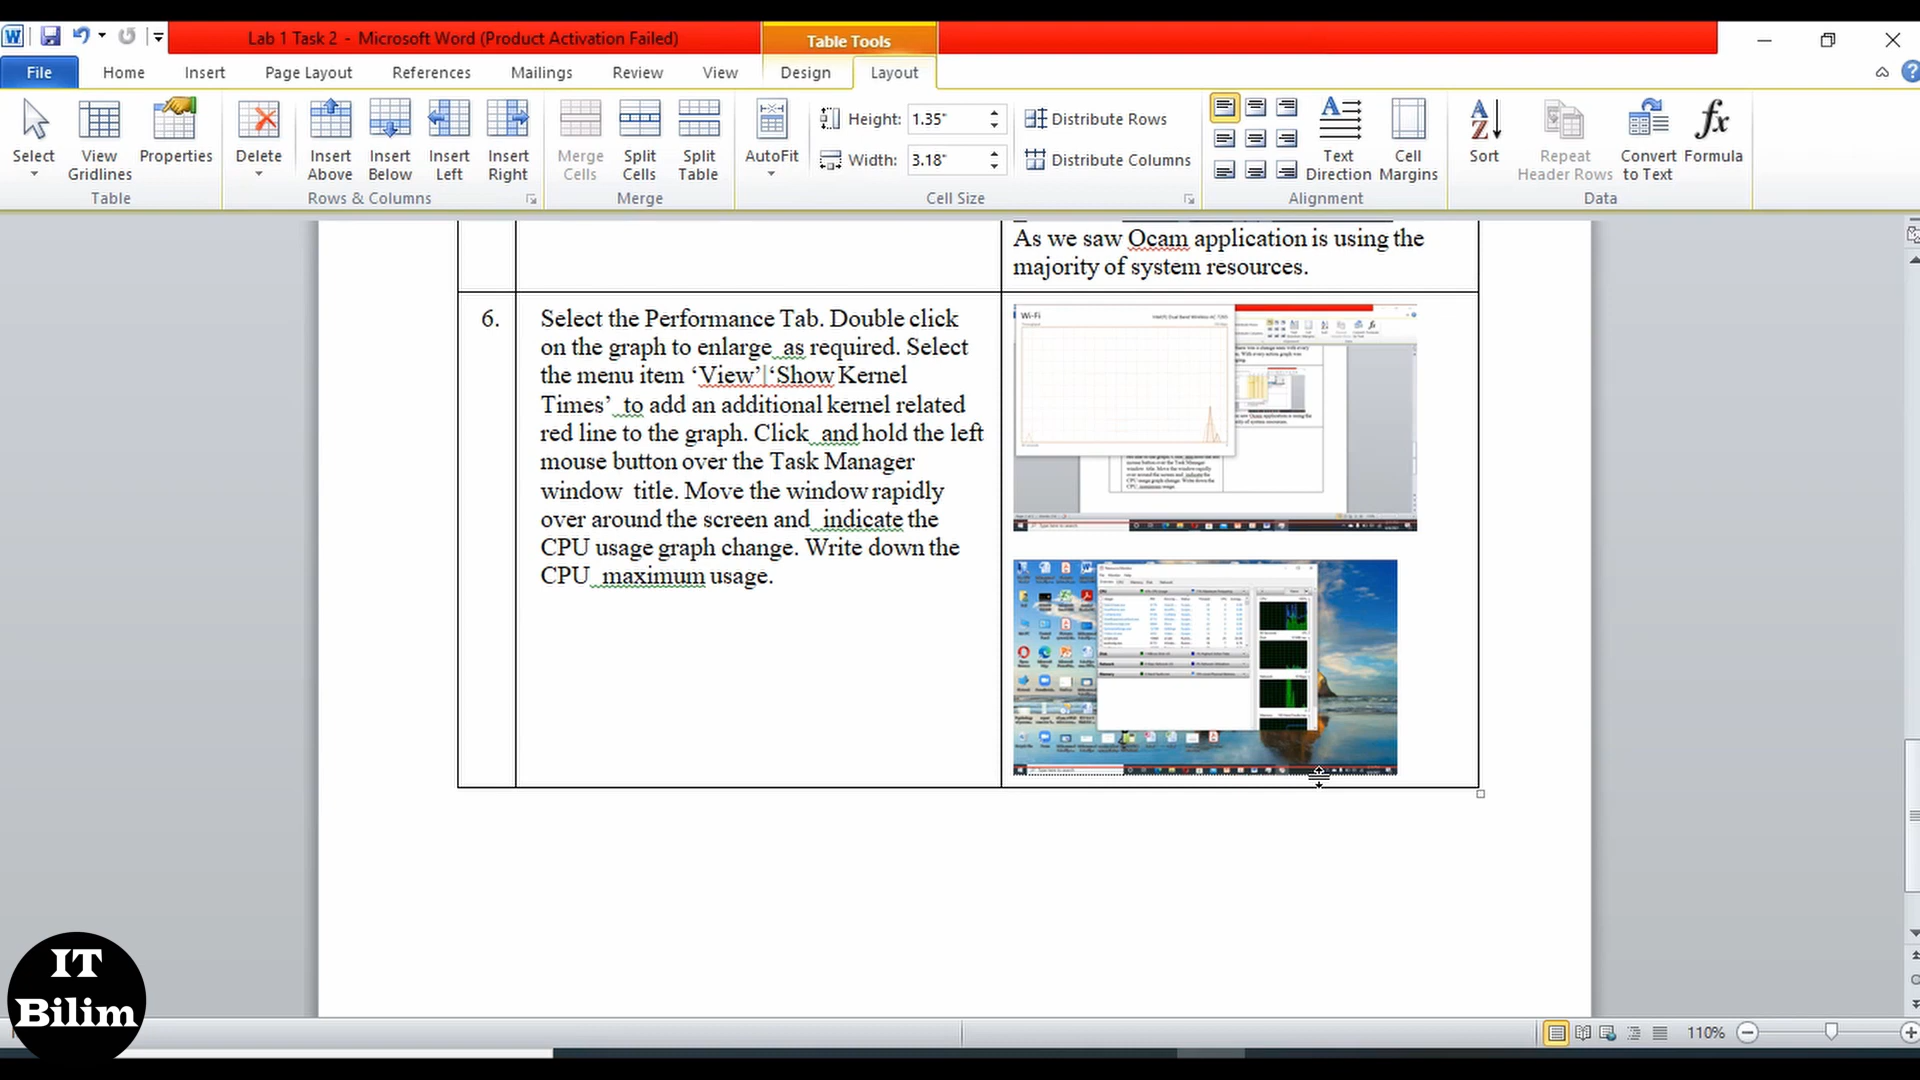 Lab 1 Task 2 - Microsoft Word (Product Activation Failed)
Table Tools
File Home Insert Page Layout References Mailings Review View Design Layout
Select
View Gridlines
Properties
Table
Delete
Insert Above
Insert Below
Insert Left
Insert Right
Rows & Columns
Merge Cells
Split Cells
Split Table
Merge
AutoFit
Height: 1.35"
Width: 3.18"
Distribute Rows
Distribute Columns
Cell Size
Text Direction
Cell Margins
Alignment
Sort
Repeat Header Rows
Convert to Text
Formula
Data
As we saw Ocam application is using the
majority of system resources.
6.
Select the Performance Tab. Double click
on the graph to enlarge as required. Select
the menu item ‘View’|‘Show Kernel
Times’ to add an additional kernel related
red line to the graph. Click and hold the left
mouse button over the Task Manager
window title. Move the window rapidly
over around the screen and indicate the
CPU usage graph change. Write down the
CPU maximum usage.
Wi-Fi
IT
Bilim
110%